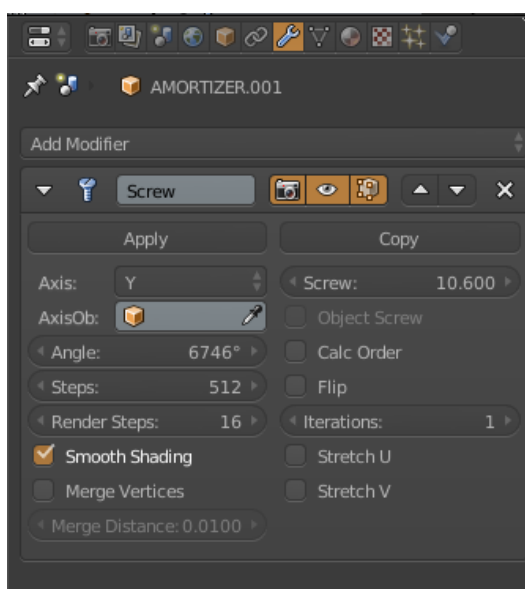 AMORTIZER.001
Add Modifier
Screw
Apply Copy
Axis: Y Screw: 10.600
AxisOb: Object Screw
Angle: 6746° Calc Order
Steps: 512 Flip
Render Steps: 16 Iterations: 1
Smooth Shading Stretch U
Merge Vertices Stretch V
Merge Distance: 0.0100